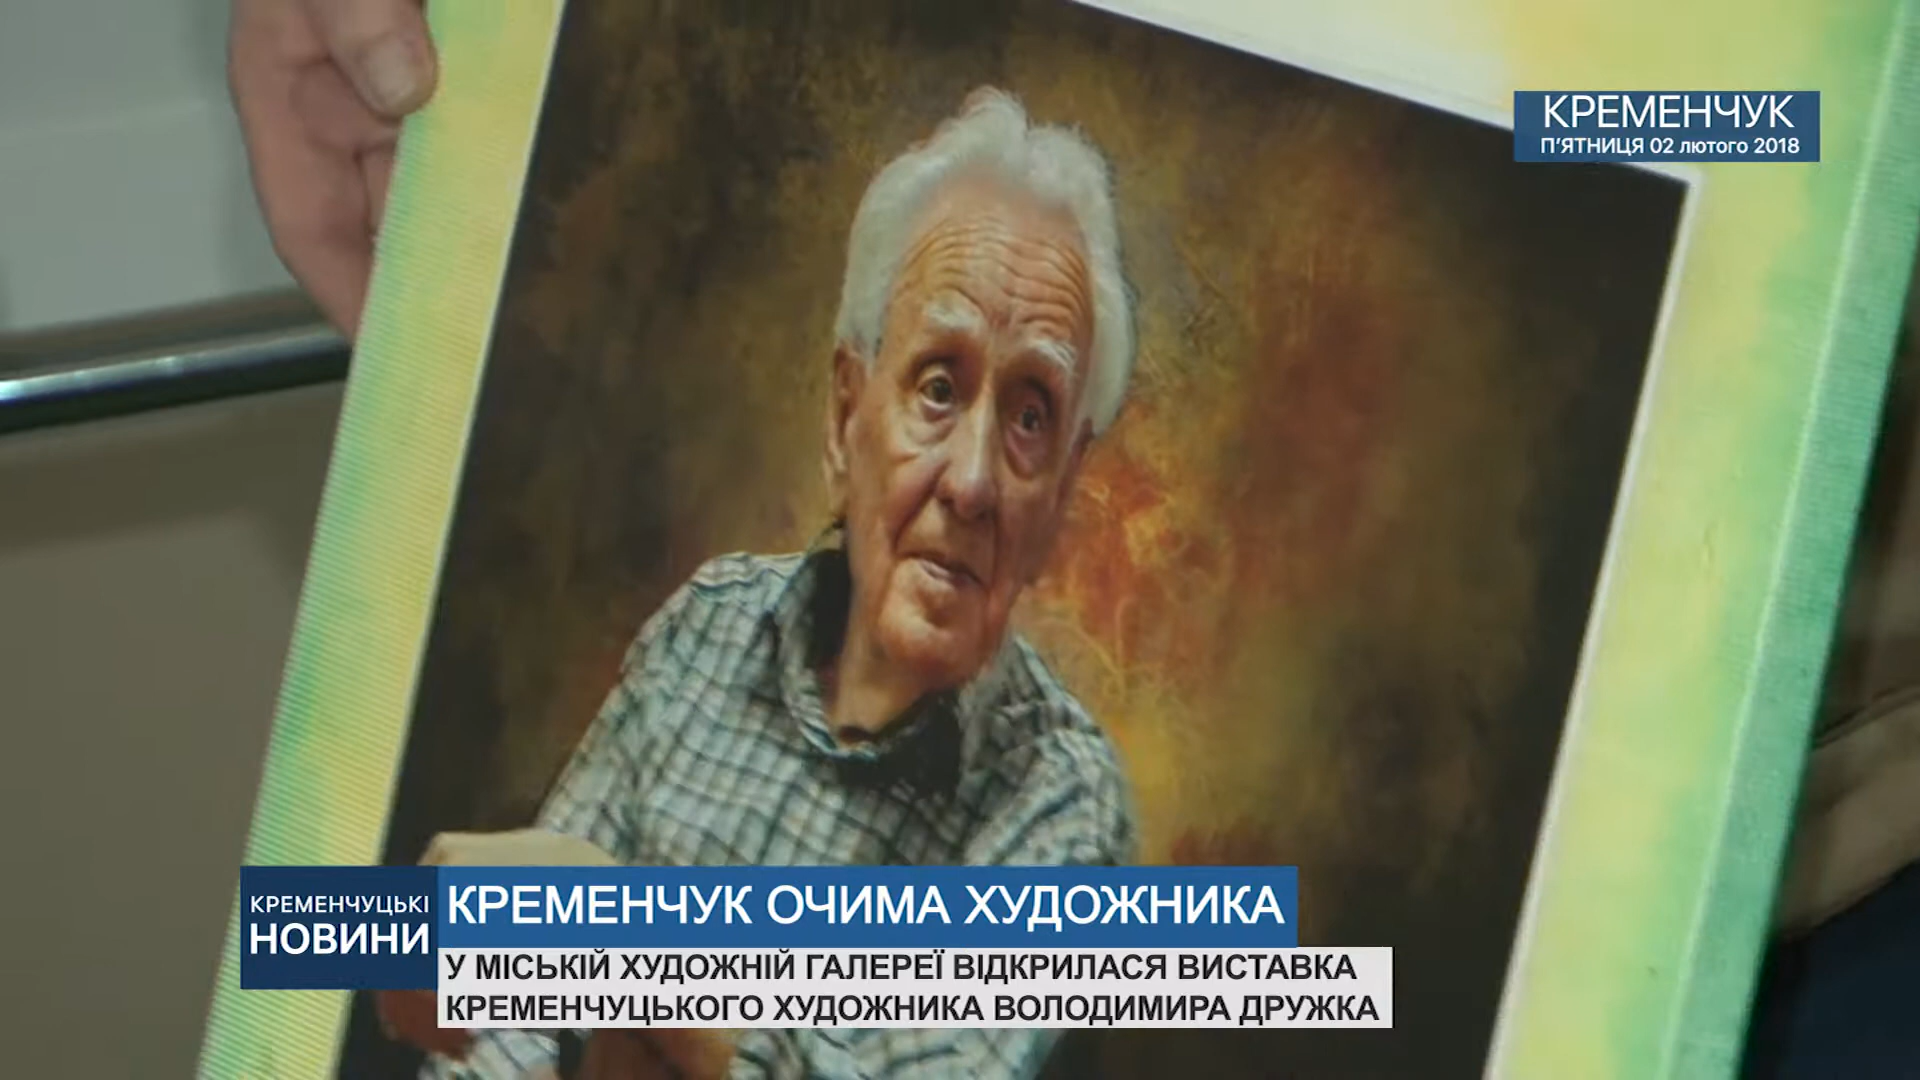 КРЕМЕНЧУК
П'ЯТНИЦЯ 02 лютого 2018
КРЕМЕНЧУЦЬКІ
НОВИНИ
КРЕМЕНЧУК ОЧИМА ХУДОЖНИКА
У МІСЬКІЙ ХУДОЖНІЙ ГАЛЕРЕЇ ВІДКРИЛАСЯ ВИСТАВКА
КРЕМЕНЧУЦЬКОГО ХУДОЖНИКА ВОЛОДИМИРА ДРУЖКА